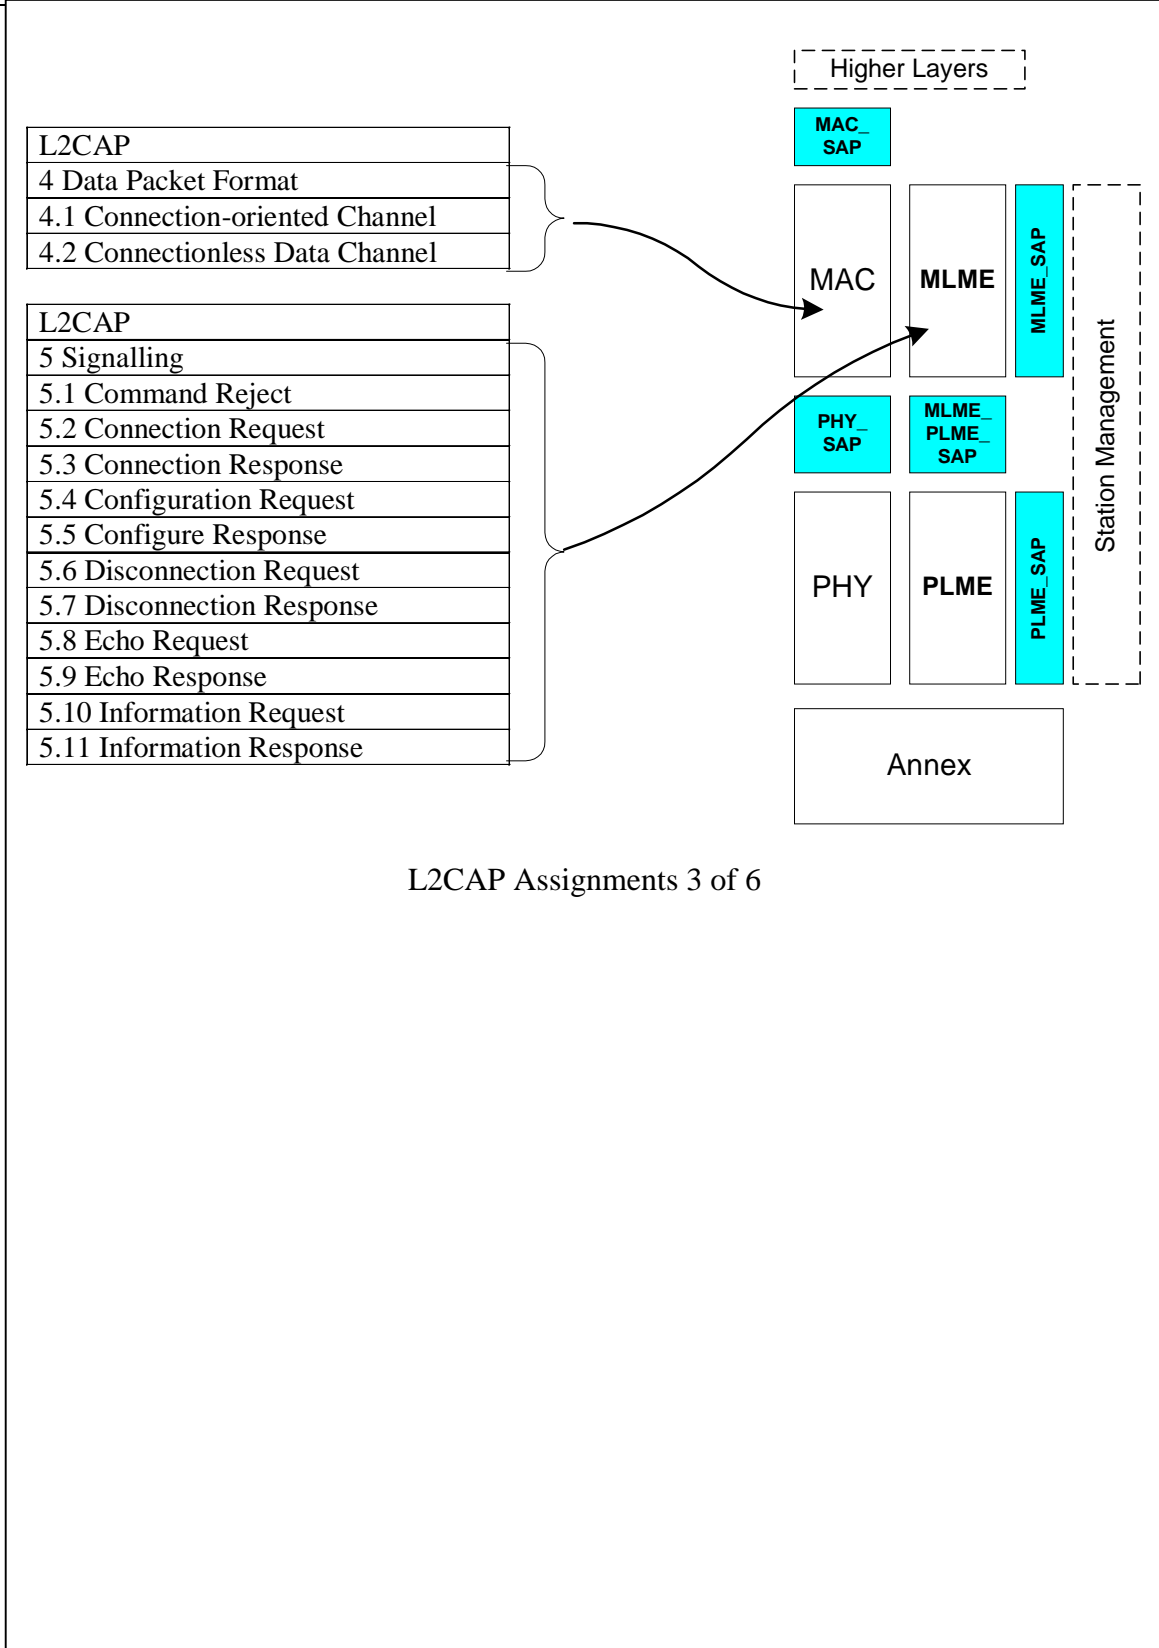 Higher Layers
MAC_
SAP
L2CAP
4 Data Packet Format
4.1 Connection-oriented Channel
4.2 Connectionless Data Channel
MAC
MLME
MLME_SAP
Station Management
L2CAP
5 Signalling
5.1 Command Reject
5.2 Connection Request
5.3 Connection Response
5.4 Configuration Request
5.5 Configure Response
5.6 Disconnection Request
5.7 Disconnection Response
5.8 Echo Request
5.9 Echo Response
5.10 Information Request
5.11 Information Response
PHY_
SAP
MLME_
PLME_
SAP
PHY
PLME
PLME_SAP
Annex
L2CAP Assignments 3 of 6